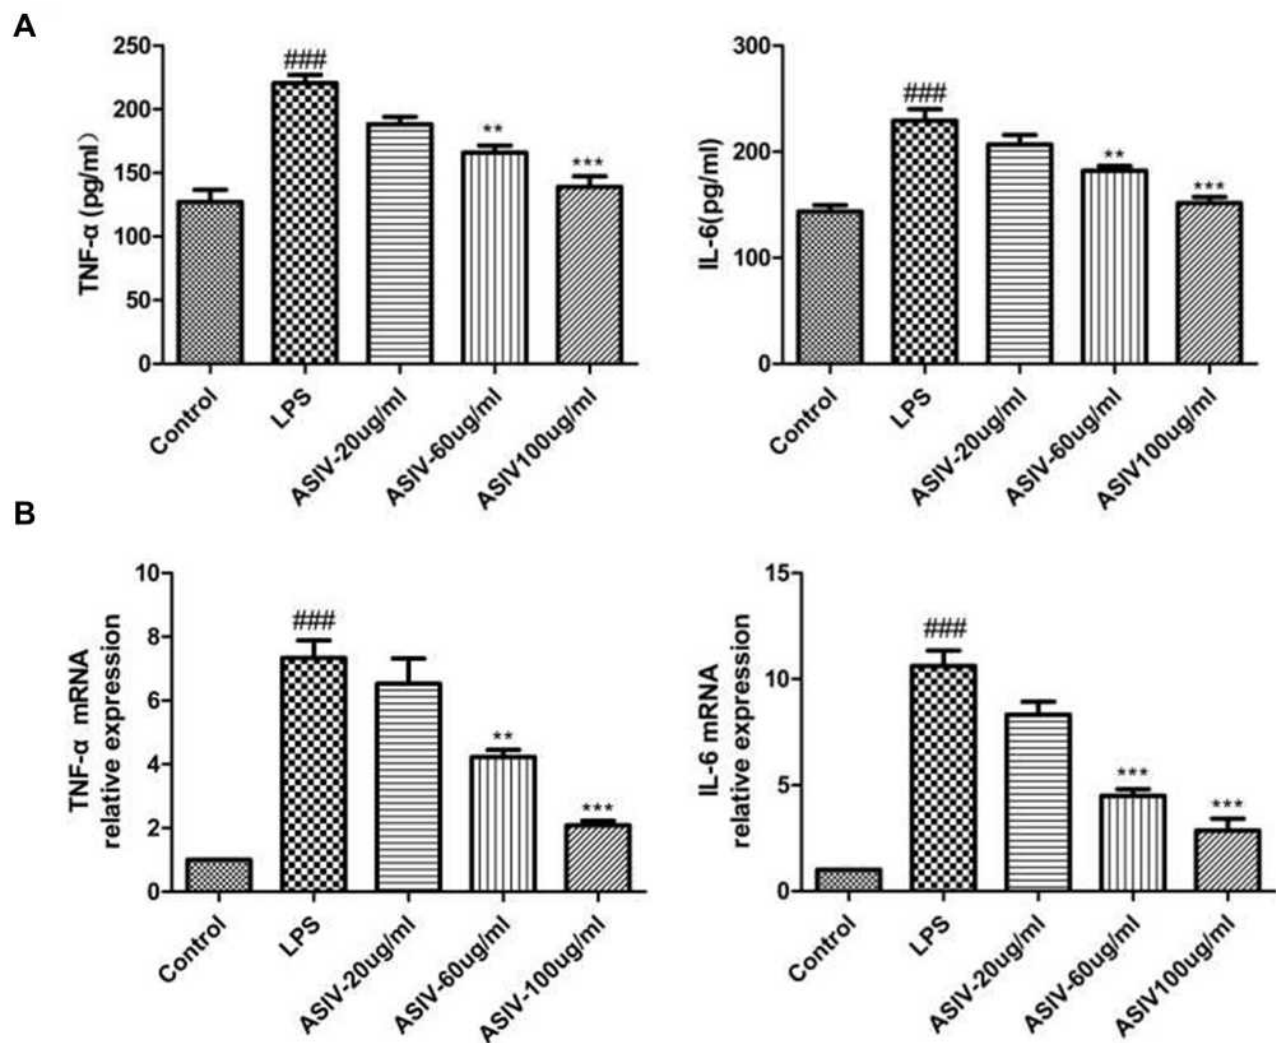 A
TNF-α (pg/ml）
250
200
150
100
50
0
###
**
***
Control
LPS
ASIV-20ug/ml
ASIV-60ug/ml
ASIV100ug/ml
IL-6(pg/ml)
300
200
100
0
###
**
***
Control
LPS
ASIV-20ug/ml
ASIV-60ug/ml
ASIV100ug/ml
B
TNF-α mRNA
relative expression
10
8
6
4
2
0
###
**
***
Control
LPS
ASIV-20ug/ml
ASIV-60ug/ml
ASIV-100ug/ml
IL-6 mRNA
relative expression
15
10
5
0
###
***
***
Control
LPS
ASIV-20ug/ml
ASIV-60ug/ml
ASIV100ug/ml